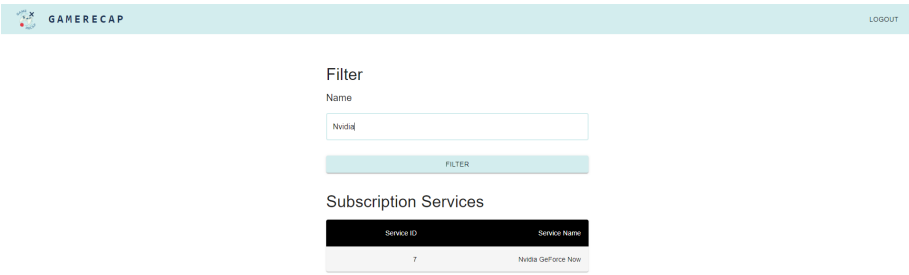 GAMERECAP
LOGOUT
Filter
Name
Nvidia
FILTER
Subscription Services
Service ID Service Name
7 Nvidia GeForce Now